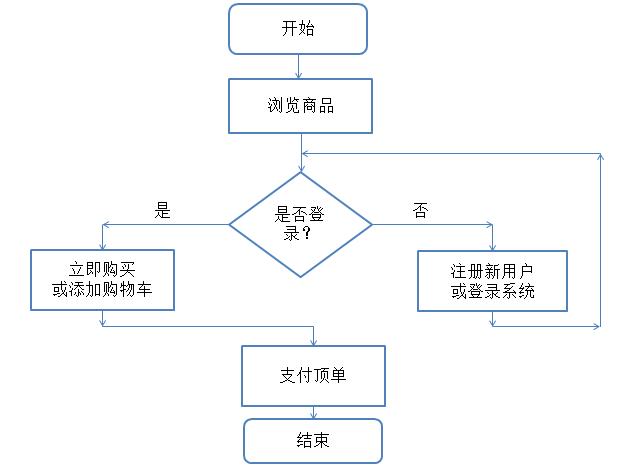 开始
浏览商品
是
是否登
录？
否
立即购买
或添加购物车
注册新用户
或登录系统
支付顶单
结束